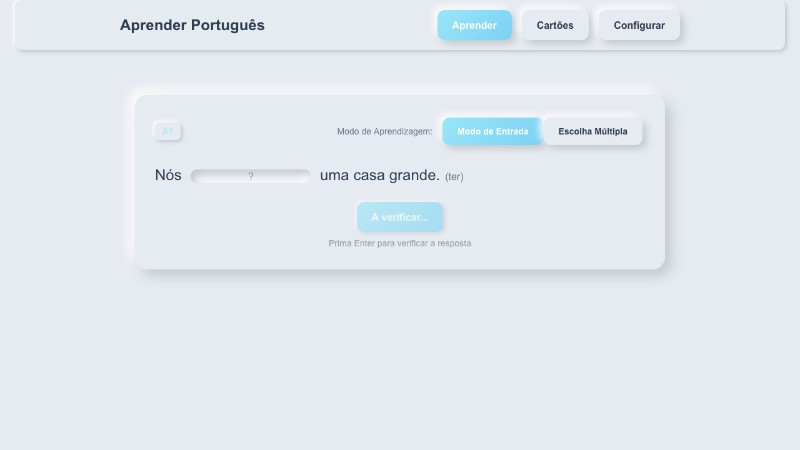 Aprender Português
Aprender
Cartões
Configurar
A1
Modo de Aprendizagem:
Modo de Entrada
Escolha Múltipla
Nós ? uma casa grande. (ter)
A verificar...
Prima Enter para verificar a resposta